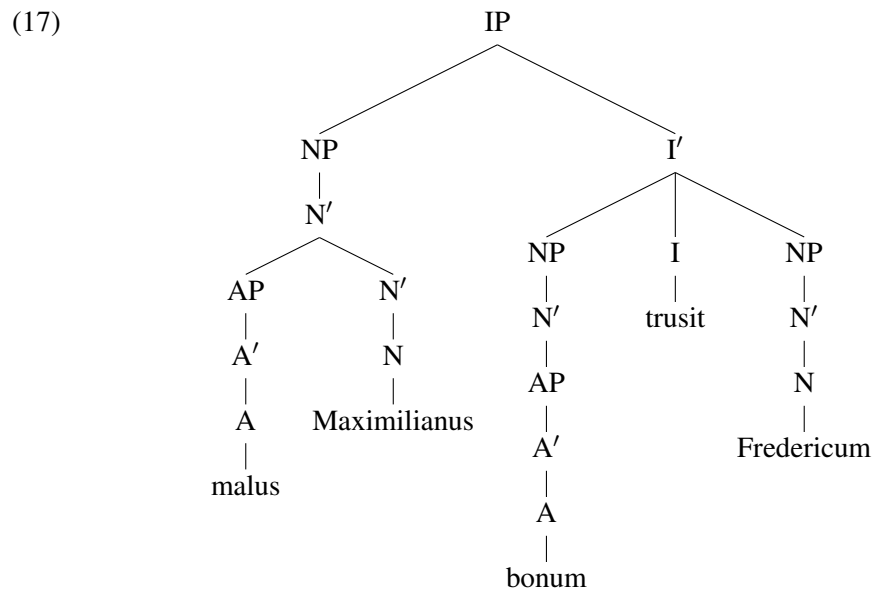 (17) IP
NP I′
N′
NP I NP
AP N′
N′ trusit N′
A′ N
AP N
A Maximilianus
A′ Fredericum
malus
A
bonum